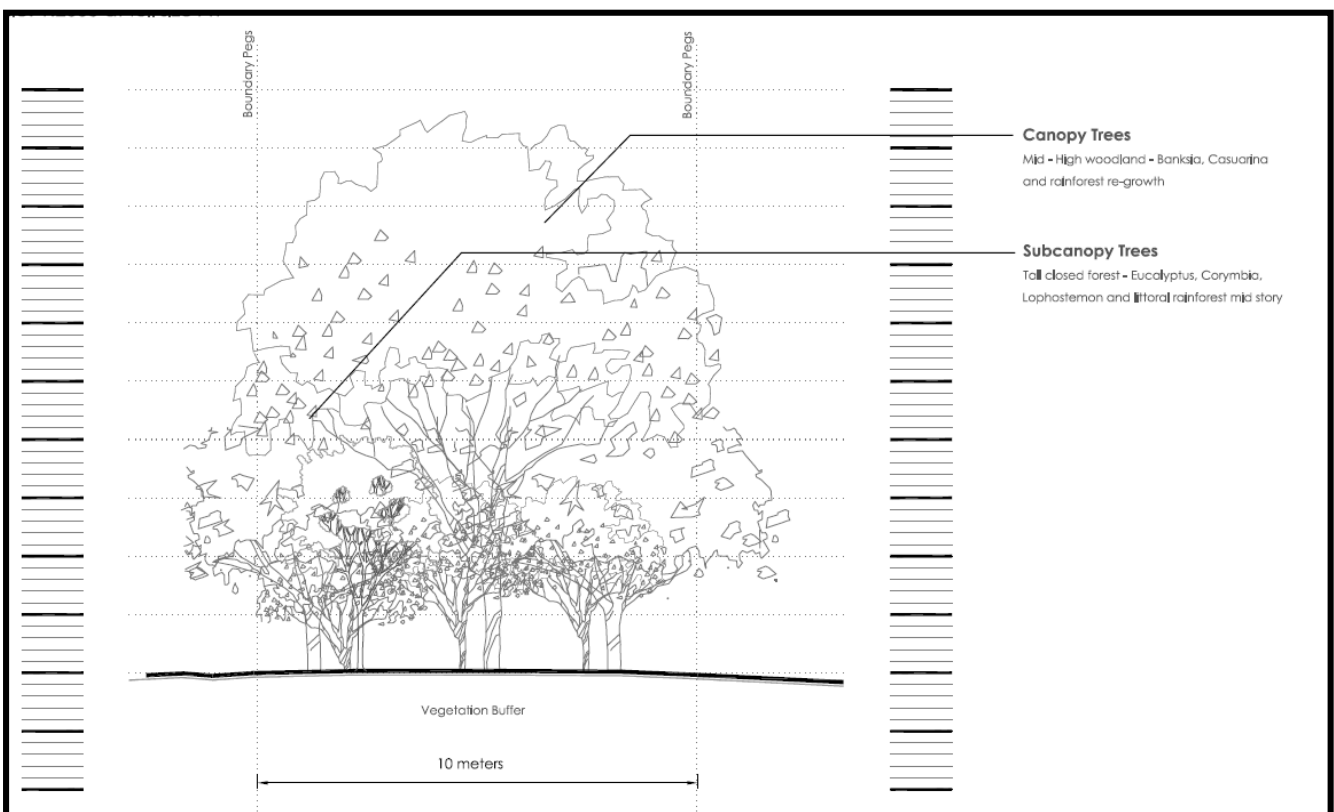 Boundary Pegs
Boundary Pegs
Canopy Trees
Mid - High woodland - Banksia, Casuarina
and rainforest re-growth
Subcanopy Trees
Tall closed forest - Eucalyptus, Corymbia,
Lophostemon and littoral rainforest mid story
Vegetation Buffer
10 meters